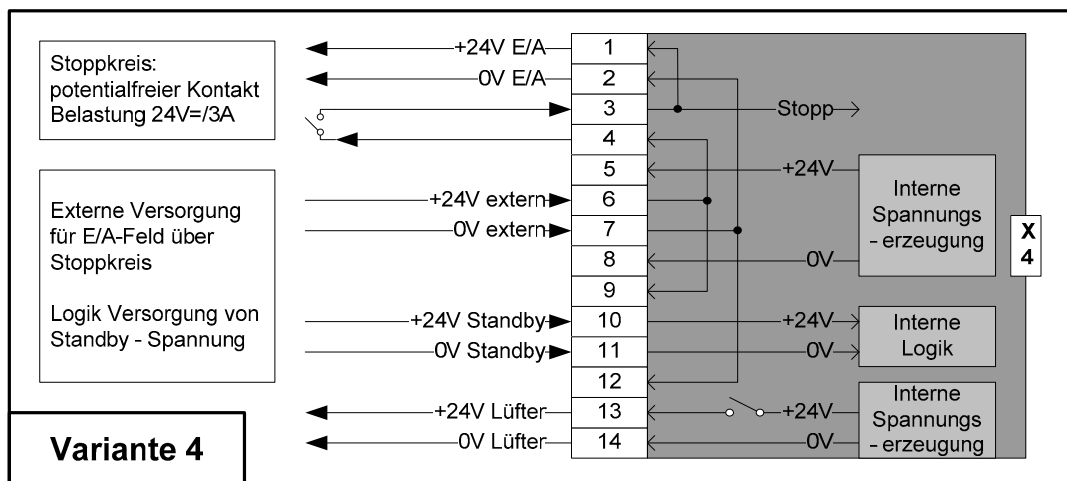 Stoppkreis:
potentialfreier Kontakt
Belastung 24V=/3A
Externe Versorgung
für E/A-Feld über
Stoppkreis
Logik Versorgung von
Standby - Spannung
Variante 4
+24V E/A
0V E/A
+24V extern
0V extern
+24V Standby
0V Standby
+24V Lüfter
0V Lüfter
1
2
3
4
5
6
7
8
9
10
11
12
13
14
Stopp
+24V
0V
+24V
0V
+24V
0V
Interne
Spannungs
- erzeugung
Interne
Logik
Interne
Spannungs
- erzeugung
X
4